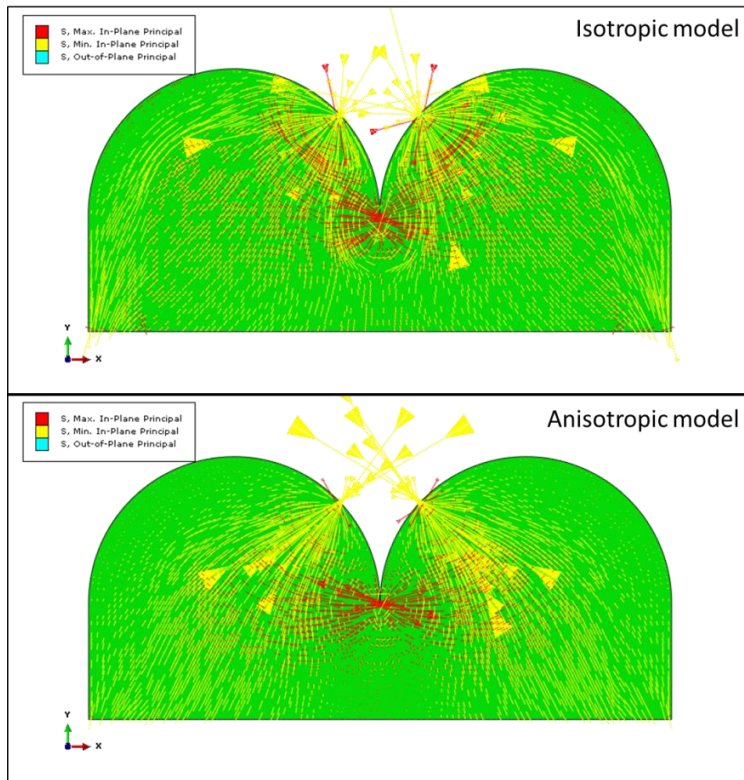 Isotropic model
S, Max. In-Plane Principal
S, Min. In-Plane Principal
S, Out-of-Plane Principal
Y
X
Anisotropic model
S, Max. In-Plane Principal
S, Min. In-Plane Principal
S, Out-of-Plane Principal
Y
X